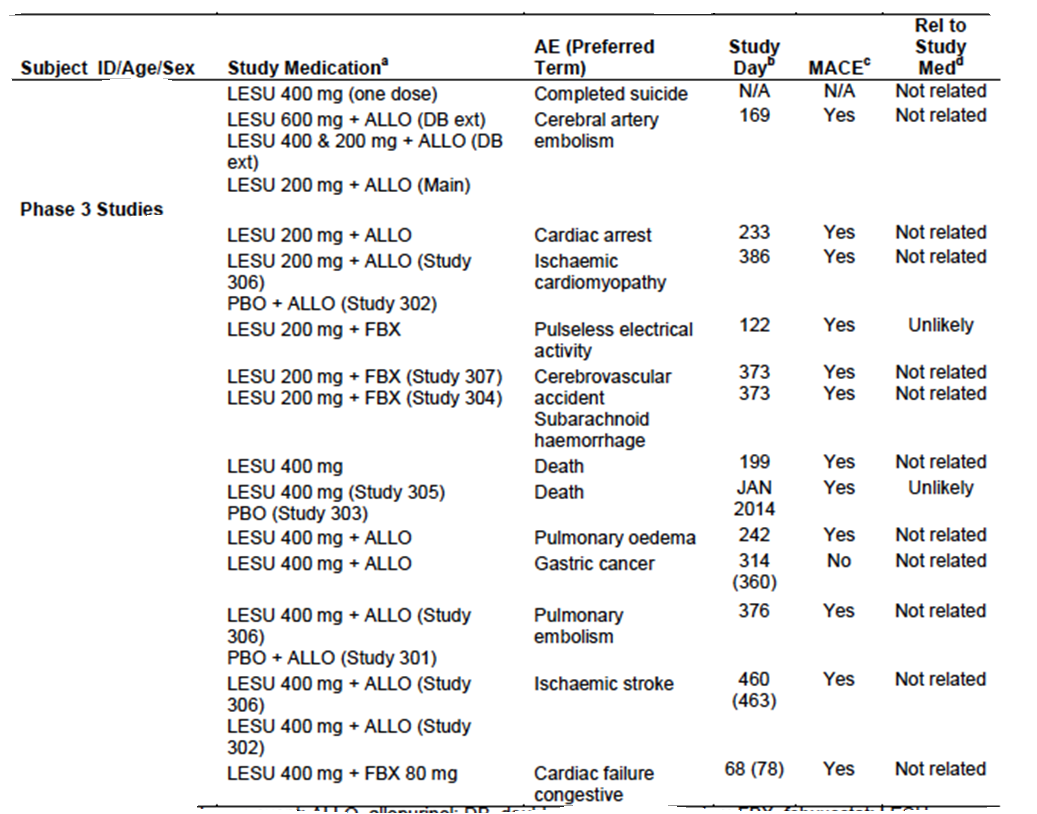 Subject ID/Age/Sex Study Medicationa AE (Preferred Term) Study Dayb MACEc Rel to Study Medd
LESU 400 mg (one dose) Completed suicide N/A N/A Not related
LESU 600 mg + ALLO (DB ext) Cerebral artery 169 Yes Not related
LESU 400 & 200 mg + ALLO (DB embolism
ext)
LESU 200 mg + ALLO (Main)
Phase 3 Studies
LESU 200 mg + ALLO Cardiac arrest 233 Yes Not related
LESU 200 mg + ALLO (Study Ischaemic 386 Yes Not related
306) cardiomyopathy
PBO + ALLO (Study 302)
LESU 200 mg + FBX Pulseless electrical 122 Yes Unlikely
activity
LESU 200 mg + FBX (Study 307) Cerebrovascular 373 Yes Not related
LESU 200 mg + FBX (Study 304) accident 373 Yes Not related
Subarachnoid
haemorrhage
LESU 400 mg Death 199 Yes Not related
LESU 400 mg (Study 305) Death JAN Yes Unlikely
PBO (Study 303) 2014
LESU 400 mg + ALLO Pulmonary oedema 242 Yes Not related
LESU 400 mg + ALLO Gastric cancer 314 No Not related
(360)
LESU 400 mg + ALLO (Study Pulmonary 376 Yes Not related
306) embolism
PBO + ALLO (Study 301)
LESU 400 mg + ALLO (Study Ischaemic stroke 460 Yes Not related
306) (463)
LESU 400 mg + ALLO (Study
302)
LESU 400 mg + FBX 80 mg Cardiac failure 68 (78) Yes Not related
congestive